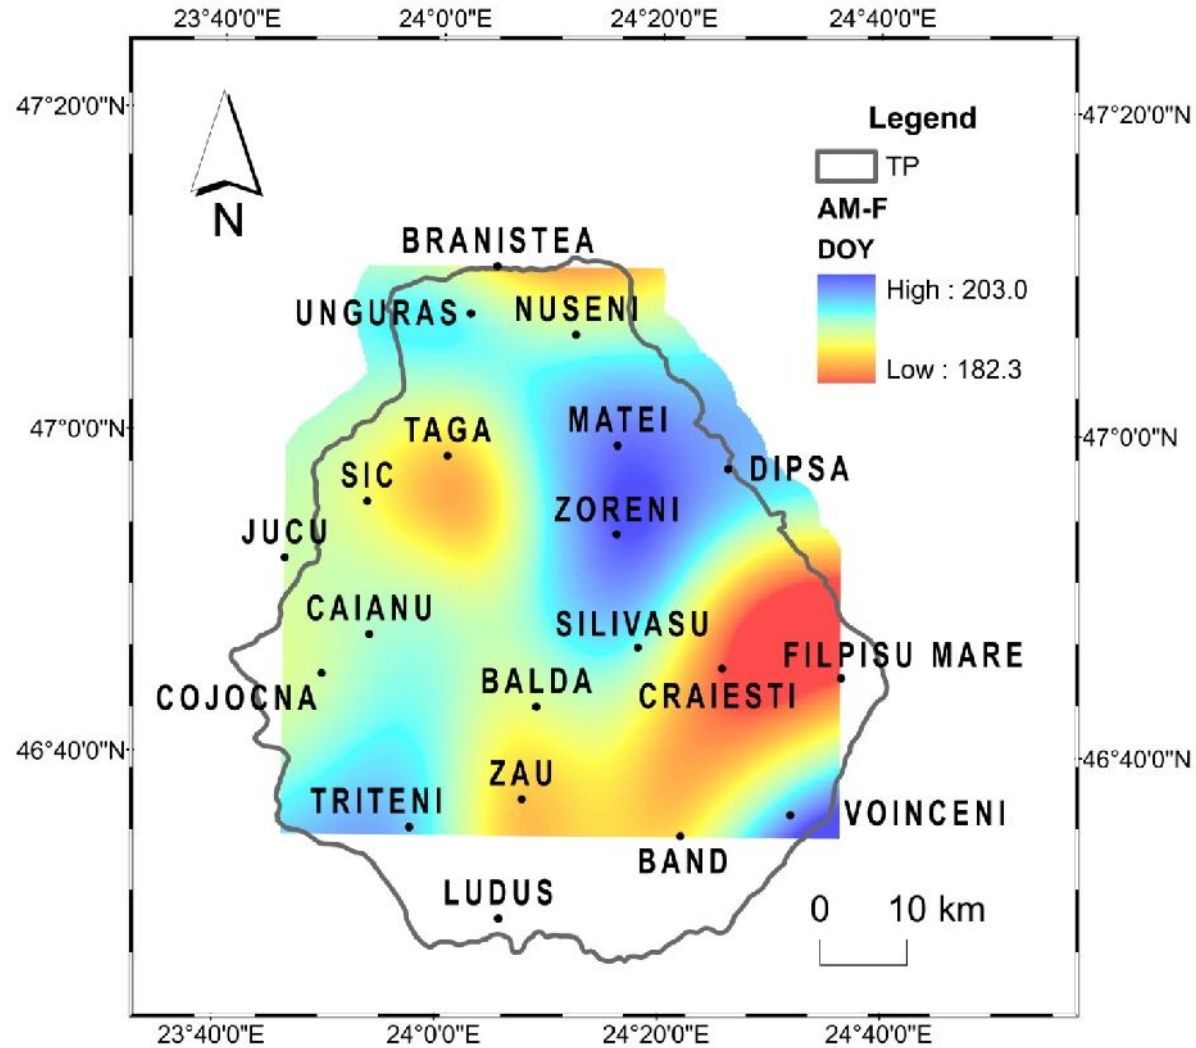 23°40'0"E 24°0'0"E 24°20'0"E 24°40'0"E
47°20'0"N 47°20'0"N
Legend
TP
AM-F
DOY
High : 203.0
Low : 182.3
N
BRANISTEA
UNGURAS NUSENI
TAGA MATEI
47°0'0"N 47°0'0"N
SIC DIPSA
ZORENI
JUCU
CAIANU SILIVASU
FILPISU MARE
COJOCNA BALDA CRAIESTI
46°40'0"N 46°40'0"N
ZAU
TRITENI VOINCENI
BAND
LUDUS
0 10 km
23°40'0"E 24°0'0"E 24°20'0"E 24°40'0"E